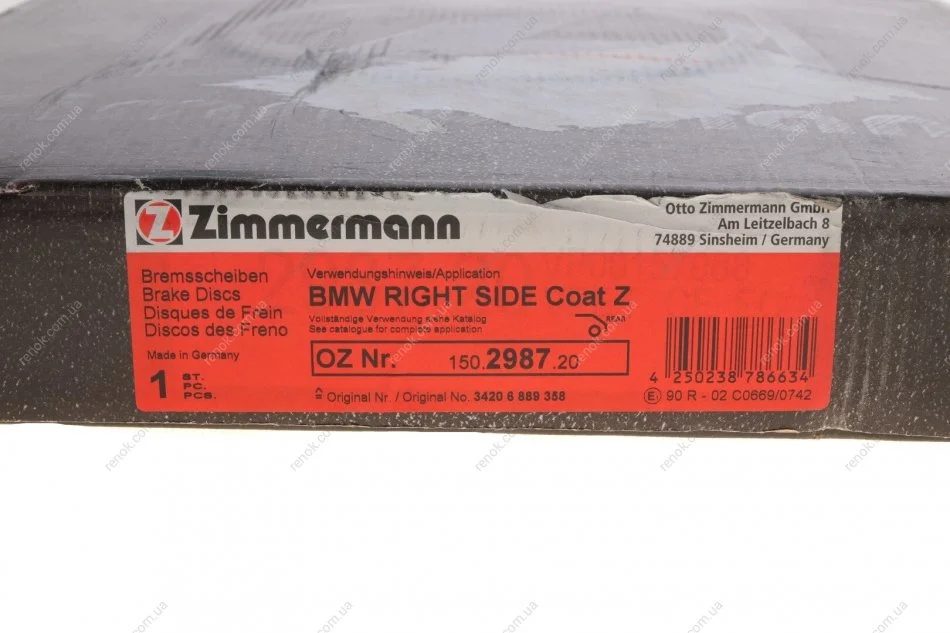 Z Zimmermann
Otto Zimmermann GmbH
Am Leitzelbach 8
74889 Sinsheim / Germany
Bremsscheiben
Brake Discs
Disques de Frein
Discos des Freno
Made in Germany
1 ST.
PC.
PCS.
Verwendungshinweis/Application
BMW RIGHT SIDE Coat Z
Vollständige Verwendung siehe Katalog
See catalogue for complete application
REAR
OZ Nr. 150.2987.20
≙ Original Nr. / Original No. 3420 6 889 358
4 250238 786634
E 90 R - 02 C0669/0742
renok.com.ua